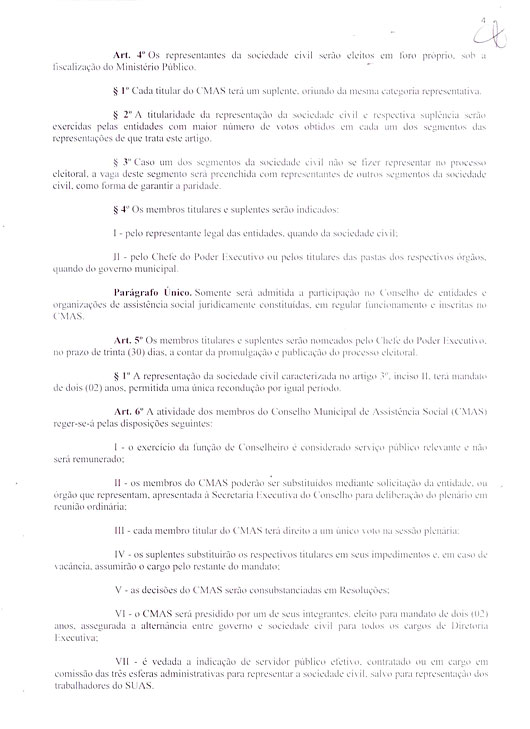 4
Art. 4º Os representantes da sociedade civil serão eleitos em foro próprio, sob a
fiscalização do Ministério Público.
§ 1º Cada titular do CMAS terá um suplente, oriundo da mesma categoria representativa.
§ 2º A titularidade da representação da sociedade civil e respectiva suplência serão
exercidas pelas entidades com maior número de votos obtidos em cada um dos segmentos das
representações de que trata este artigo.
§ 3º Caso um dos segmentos da sociedade civil não se fizer representar no processo
eleitoral, a vaga deste segmento será preenchida com representantes de outros segmentos da sociedade
civil, como forma de garantir a paridade.
§ 4º Os membros titulares e suplentes serão indicados:
I - pelo representante legal das entidades, quando da sociedade civil;
II - pelo Chefe do Poder Executivo ou pelos titulares das pastas dos respectivos órgãos,
quando do governo municipal.
Parágrafo Único. Somente será admitida a participação no Conselho de entidades e
organizações de assistência social juridicamente constituídas, em regular funcionamento e inscritas no
CMAS.
Art. 5º Os membros titulares e suplentes serão nomeados pelo Chefe do Poder Executivo,
no prazo de trinta (30) dias, a contar da promulgação e publicação do processo eleitoral.
§ 1º A representação da sociedade civil caracterizada no artigo 3º, inciso II, terá mandato
de dois (02) anos, permitida uma única recondução por igual período.
Art. 6º A atividade dos membros do Conselho Municipal de Assistência Social (CMAS)
reger-se-á pelas disposições seguintes:
I - o exercício da função de Conselheiro é considerado serviço público relevante e não
será remunerado;
II - os membros do CMAS poderão ser substituídos mediante solicitação da entidade, ou
órgão que representam, apresentada à Secretaria Executiva do Conselho para deliberação do plenário em
reunião ordinária;
III - cada membro titular do CMAS terá direito a um único voto na sessão plenária;
IV - os suplentes substituirão os respectivos titulares em seus impedimentos e, em caso de
vacância, assumirão o cargo pelo restante do mandato;
V - as decisões do CMAS serão consubstanciadas em Resoluções;
VI - o CMAS será presidido por um de seus integrantes, eleito para mandato de dois (02)
anos, assegurada a alternância entre governo e sociedade civil para todos os cargos de Diretoria
Executiva;
VII - é vedada a indicação de servidor público efetivo, contratado ou em cargo em
comissão das três esferas administrativas para representar a sociedade civil, salvo para representação dos
trabalhadores do SUAS.